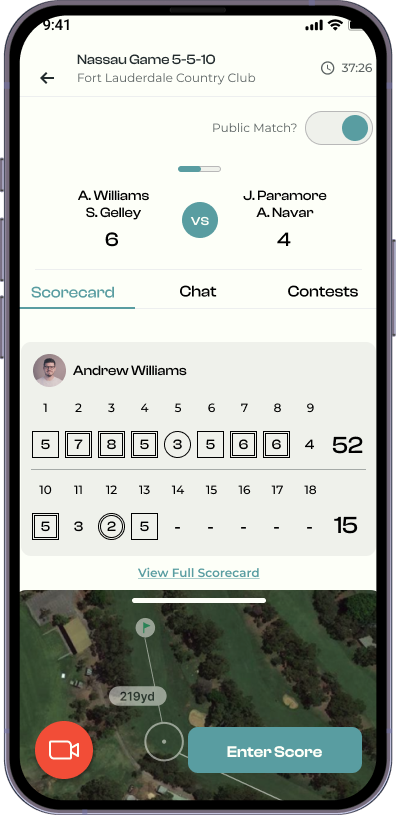 9:41
Nassau Game 5-5-10
Fort Lauderdale Country Club
37:26
Public Match?
A. Williams
S. Gelley
6
VS
J. Paramore
A. Navar
4
Scorecard Chat Contests
Andrew Williams
1 2 3 4 5 6 7 8 9
5 7 8 5 3 5 6 6 4 52
10 11 12 13 14 15 16 17 18
5 3 2 5 - - - - - 15
View Full Scorecard
219yd
Enter Score